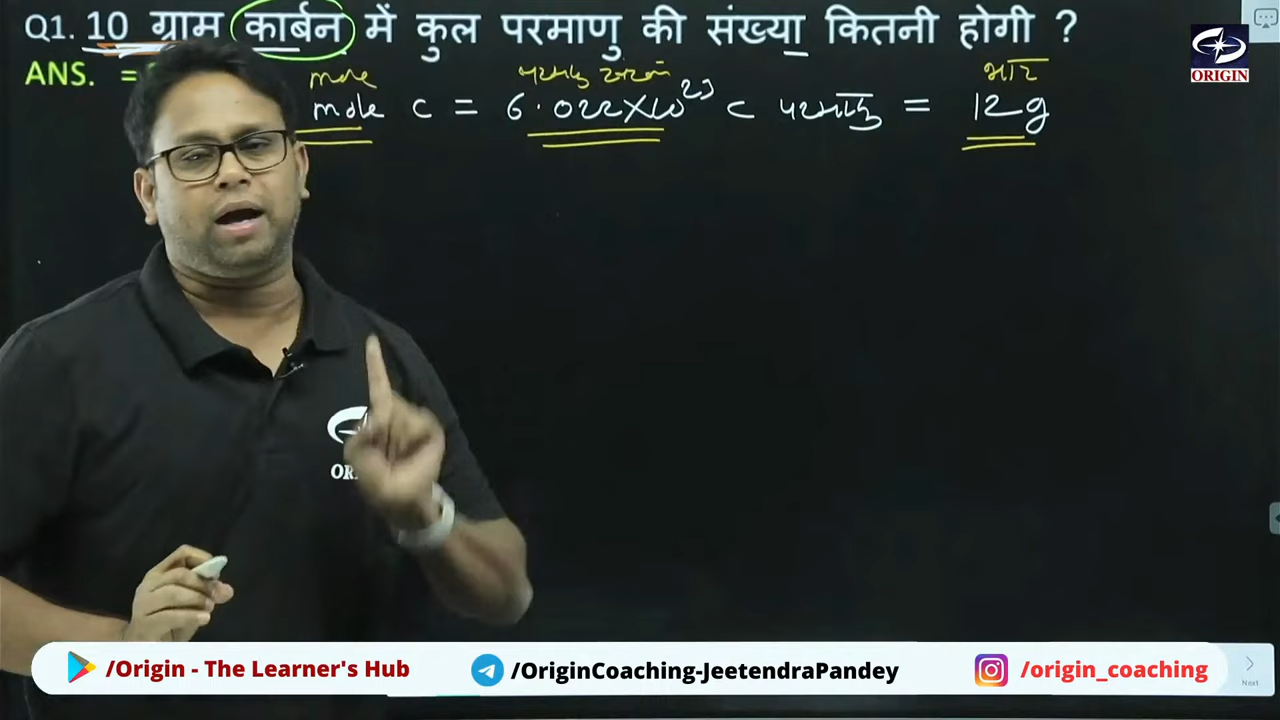 Q1. 10 ग्राम कार्बन में कुल परमाणु की संख्या कितनी होगी ?
ANS. =
mole भार
mole C = 6.022×10²³ C परमाणु = 12g
ORIGIN
/Origin - The Learner's Hub /OriginCoaching-JeetendraPandey /origin_coaching
Next